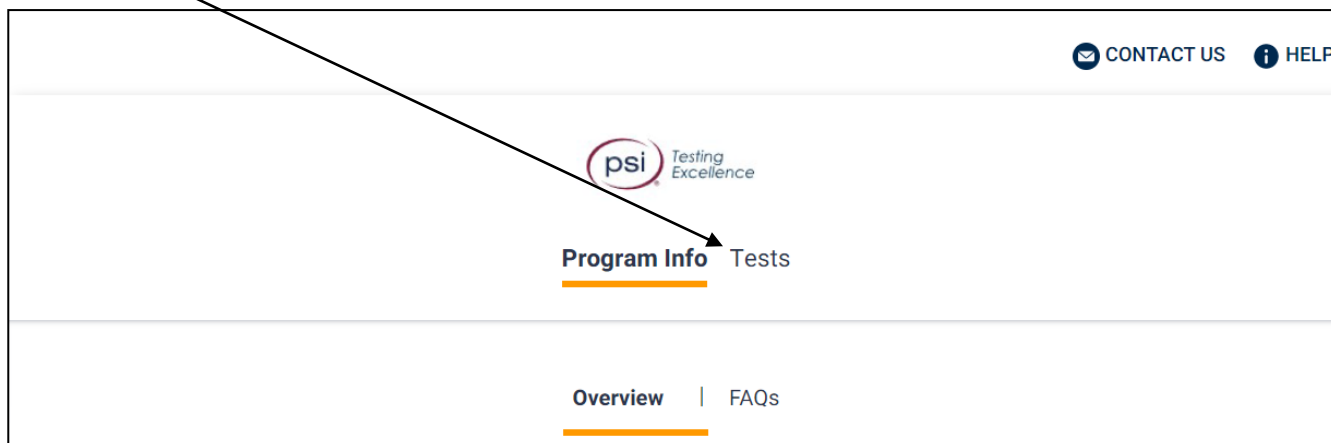 CONTACT US HELP
psi Testing
Excellence
Program Info Tests
Overview | FAQs